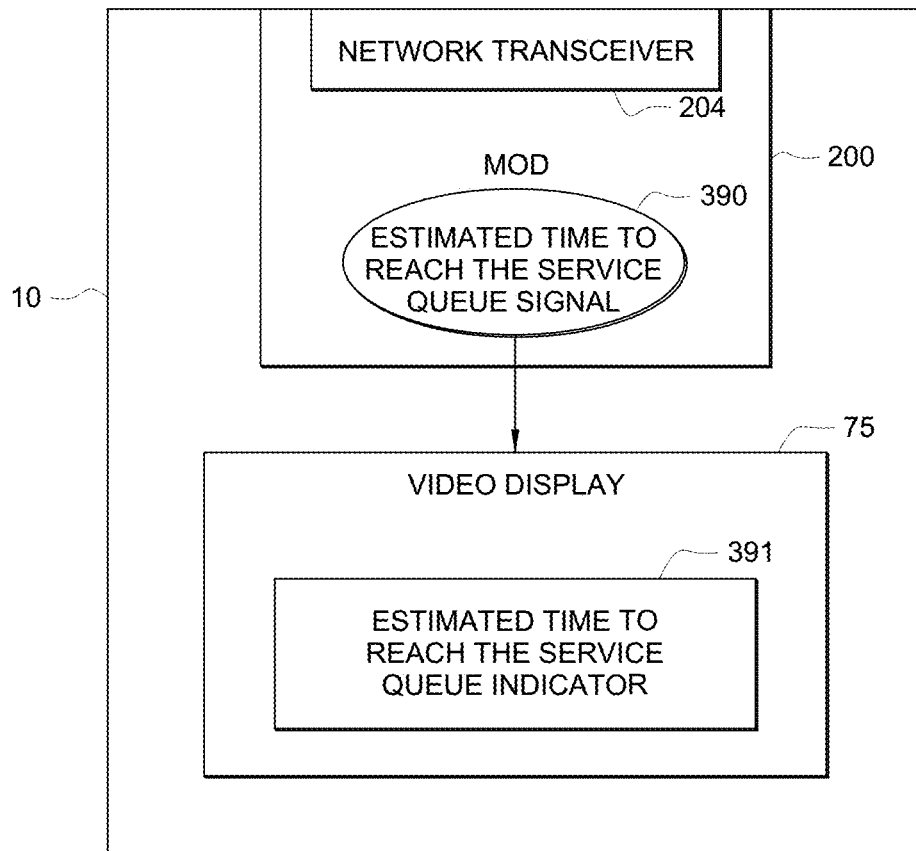 NETWORK TRANSCEIVER
204
200
MOD
390
ESTIMATED TIME TO
REACH THE SERVICE
QUEUE SIGNAL
10
75
VIDEO DISPLAY
391
ESTIMATED TIME TO
REACH THE SERVICE
QUEUE INDICATOR